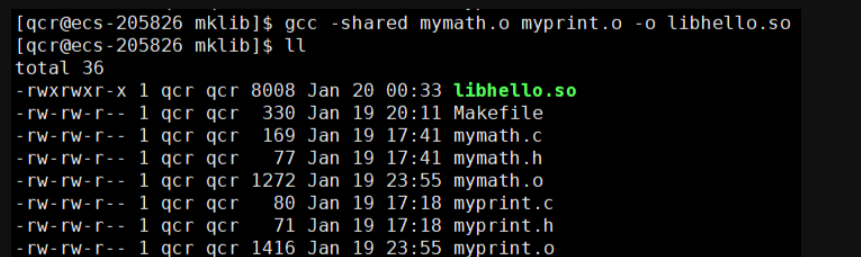 [qcr@ecs-205826 mklib]$ gcc -shared mymath.o myprint.o -o libhello.so
[qcr@ecs-205826 mklib]$ ll
total 36
-rwxrwxr-x 1 qcr qcr 8008 Jan 20 00:33 libhello.so
-rw-rw-r-- 1 qcr qcr  330 Jan 19 20:11 Makefile
-rw-rw-r-- 1 qcr qcr  169 Jan 19 17:41 mymath.c
-rw-rw-r-- 1 qcr qcr   77 Jan 19 17:41 mymath.h
-rw-rw-r-- 1 qcr qcr 1272 Jan 19 23:55 mymath.o
-rw-rw-r-- 1 qcr qcr   80 Jan 19 17:18 myprint.c
-rw-rw-r-- 1 qcr qcr   71 Jan 19 17:18 myprint.h
-rw-rw-r-- 1 qcr qcr 1416 Jan 19 23:55 myprint.o